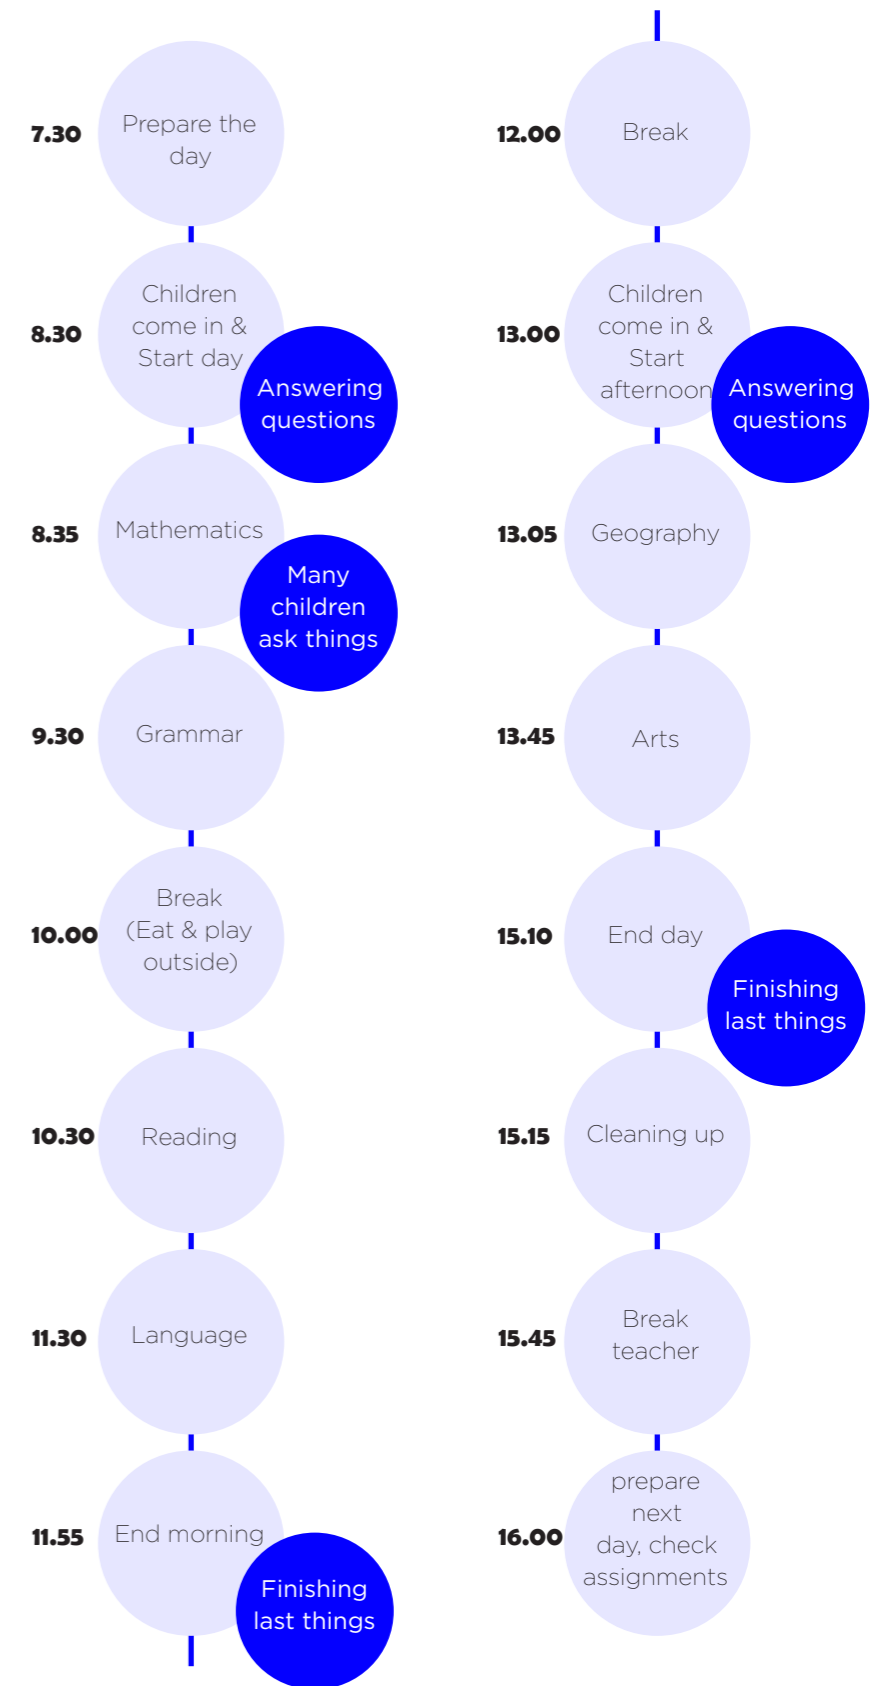 7.30
Prepare the
day
8.30
Children
come in &
Start day
Answering
questions
8.35
Mathematics
Many
children
ask things
9.30
Grammar
10.00
Break
(Eat & play
outside)
10.30
Reading
11.30
Language
11.55
End morning
Finishing
last things
12.00
Break
13.00
Children
come in &
Start
afternoon
Answering
questions
13.05
Geography
13.45
Arts
15.10
End day
Finishing
last things
15.15
Cleaning up
15.45
Break
teacher
16.00
prepare
next
day, check
assignments